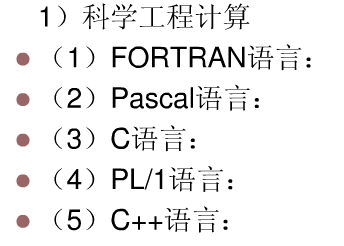 1）科学工程计算
（1）FORTRAN语言：
（2）Pascal语言：
（3）C语言：
（4）PL/1语言：
（5）C++语言：